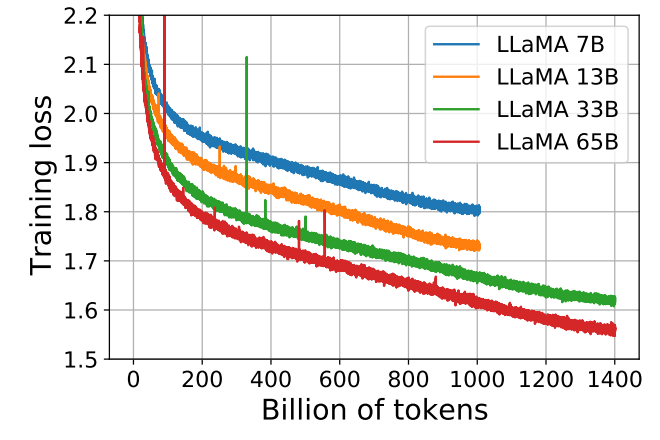 2.2
2.1
2.0
1.9
1.8
1.7
1.6
1.5
Training loss
LLaMA 7B
LLaMA 13B
LLaMA 33B
LLaMA 65B
0 200 400 600 800 1000 1200 1400
Billion of tokens